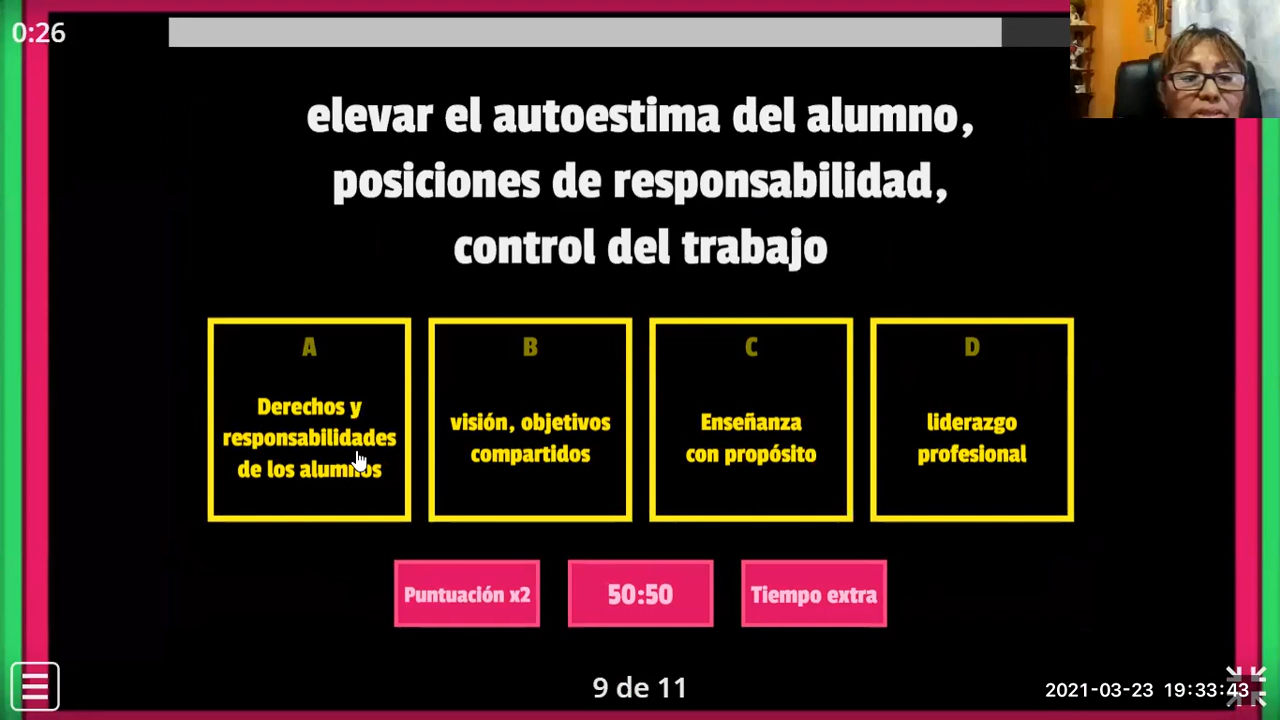 0:26
elevar el autoestima del alumno,
posiciones de responsabilidad,
control del trabajo
A
Derechos y
responsabilidades
de los alumnos
B
visión, objetivos
compartidos
C
Enseñanza
con propósito
D
liderazgo
profesional
Puntuación x2
50:50
Tiempo extra
9 de 11
2021-03-23 19:33:43